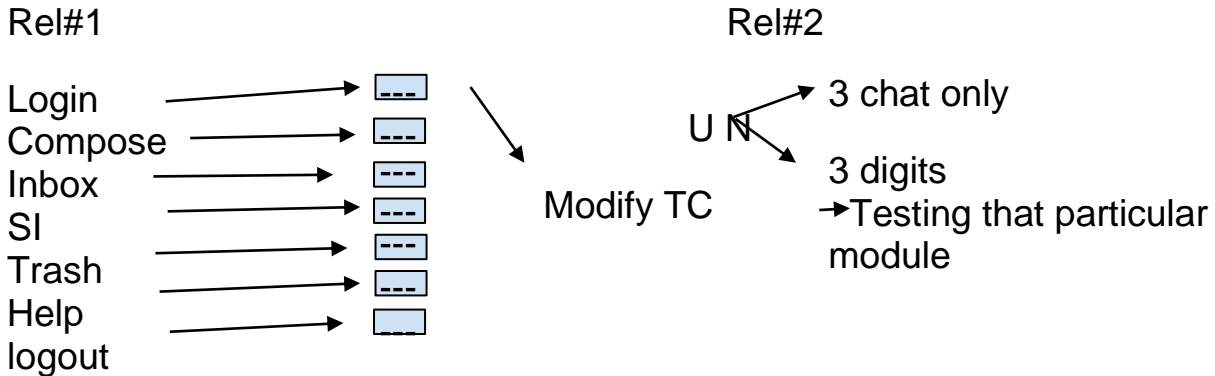 Rel#1
Rel#2
Login
Compose
Inbox
SI
Trash
Help
logout
---
---
---
---
---
---
---
Modify TC
U N
3 chat only
3 digits
Testing that particular
module